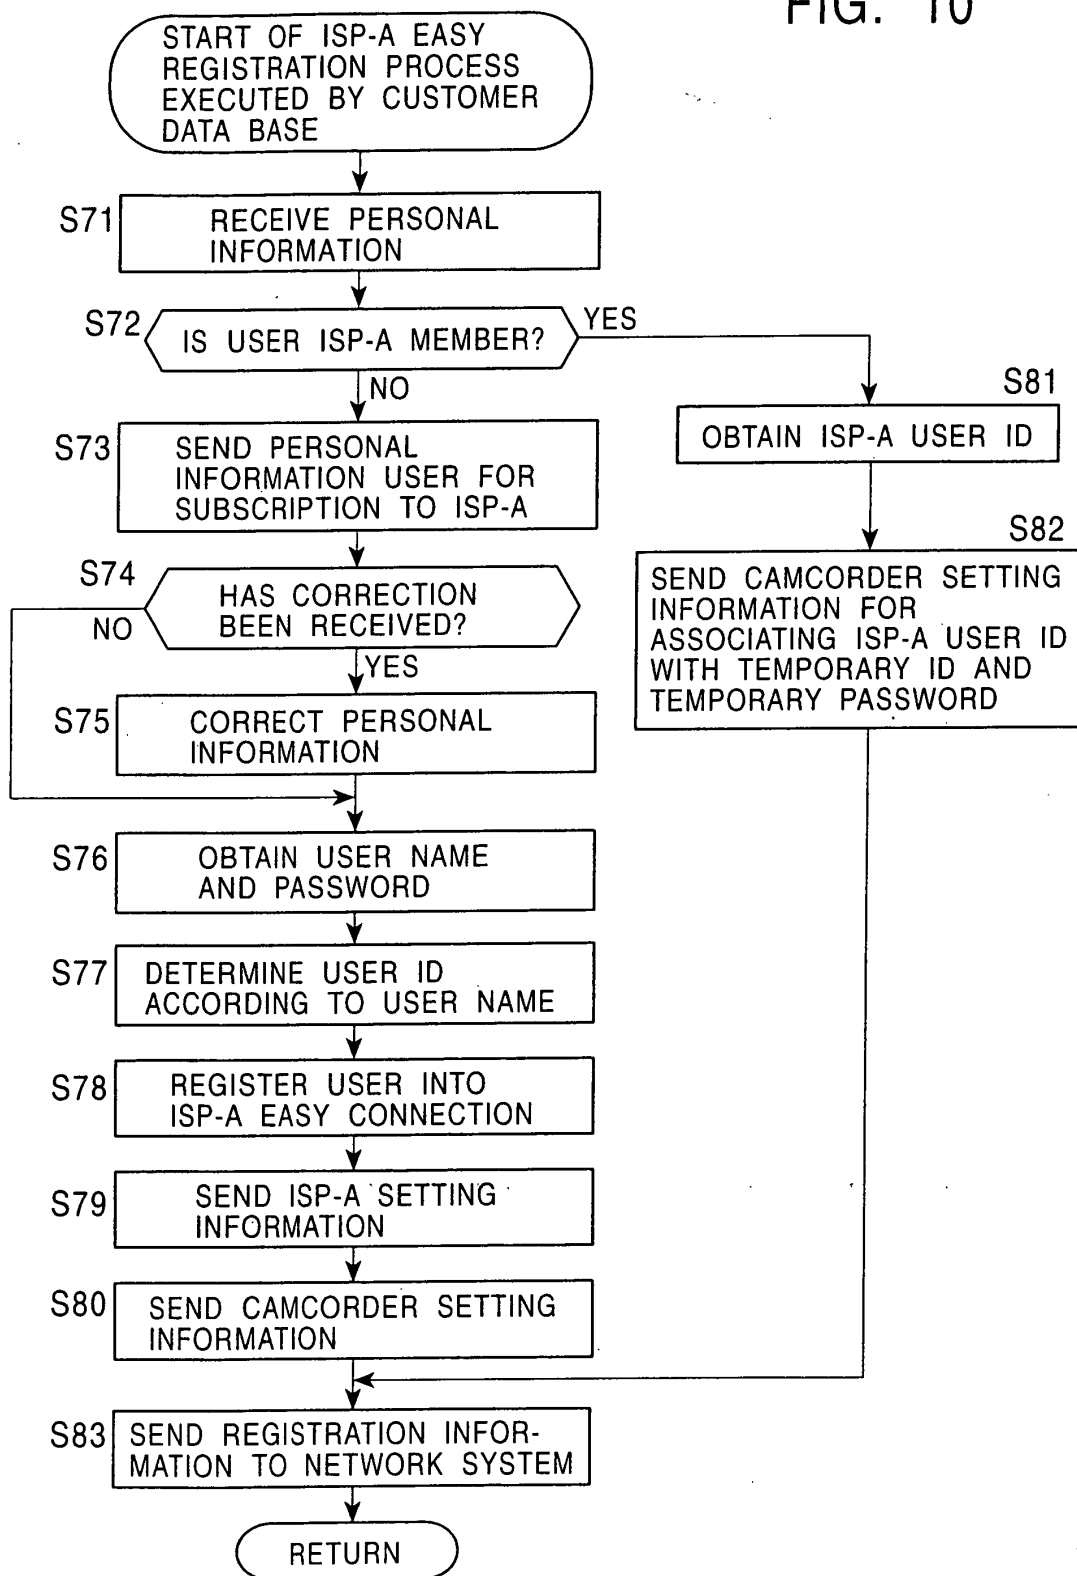 FIG. 10
START OF ISP-A EASY
REGISTRATION PROCESS
EXECUTED BY CUSTOMER
DATA BASE
S71
RECEIVE PERSONAL
INFORMATION
S72
IS USER ISP-A MEMBER?
YES
NO
S73
SEND PERSONAL
INFORMATION USER FOR
SUBSCRIPTION TO ISP-A
S74
HAS CORRECTION
BEEN RECEIVED?
NO
YES
S75
CORRECT PERSONAL
INFORMATION
S76
OBTAIN USER NAME
AND PASSWORD
S77
DETERMINE USER ID
ACCORDING TO USER NAME
S78
REGISTER USER INTO
ISP-A EASY CONNECTION
S79
SEND ISP-A SETTING
INFORMATION
S80
SEND CAMCORDER SETTING
INFORMATION
S81
OBTAIN ISP-A USER ID
S82
SEND CAMCORDER SETTING
INFORMATION FOR
ASSOCIATING ISP-A USER ID
WITH TEMPORARY ID AND
TEMPORARY PASSWORD
S83
SEND REGISTRATION INFOR-
MATION TO NETWORK SYSTEM
RETURN